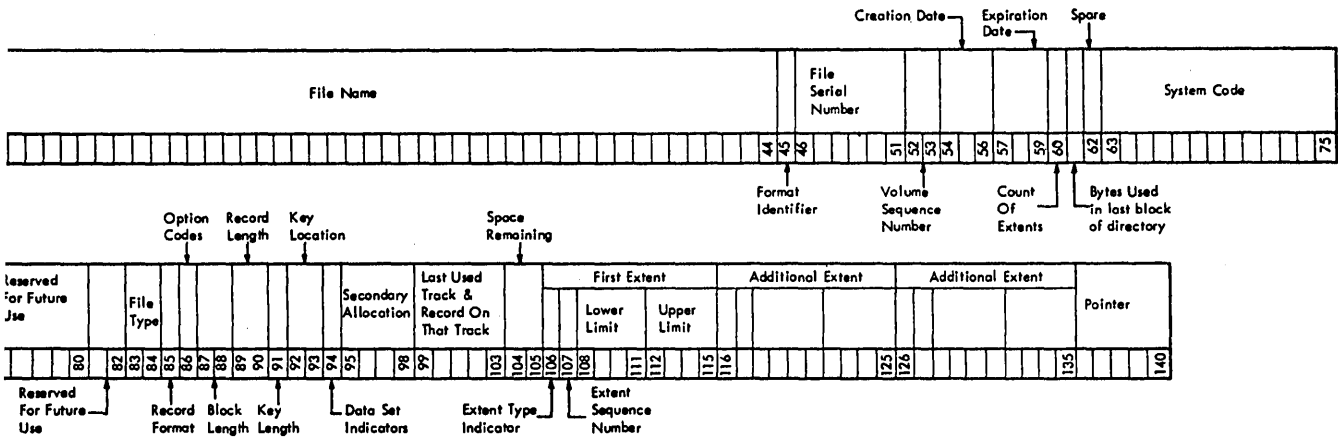 Creation Date
Expiration
Date
Spare
File Name
File
Serial
Number
System Code
44 45 46 51 52 53 54 56 57 59 60 62 63 75
Format
Identifier
Volume
Sequence
Number
Count
Of
Extents
Bytes Used
in last block
of directory
Option
Codes
Record
Length
Key
Location
Space
Remaining
Reserved
For Future
Use
File
Type
Secondary
Allocation
Last Used
Track &
Record On
That Track
First Extent
Lower
Limit
Upper
Limit
Additional Extent
Additional Extent
Pointer
80 82 83 84 85 86 87 88 89 90 91 92 93 94 95 98 99 103 104 105 106 107 108 111 112 115 116 125 126 135 140
Reserved
For Future
Use
Record
Format
Block
Length
Key
Length
Data Set
Indicators
Extent Type
Indicator
Extent
Sequence
Number